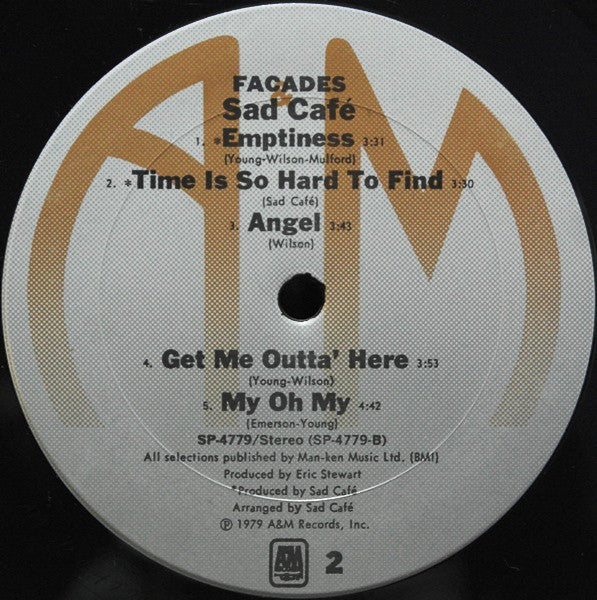 A&M
FACADES
Sad Café
1. *Emptiness 3:31
(Young-Wilson-Mulford)
2. *Time Is So Hard To Find 3:30
(Sad Café)
3. Angel 3:43
(Wilson)
4. Get Me Outta' Here 3:53
(Young-Wilson)
5. My Oh My 4:42
(Emerson-Young)
SP-4779/Stereo (SP-4779-B)
All selections published by Man-ken Music Ltd. (BMI)
Produced by Eric Stewart
*Produced by Sad Café
Arranged by Sad Café
℗ 1979 A&M Records, Inc.
A&M 2